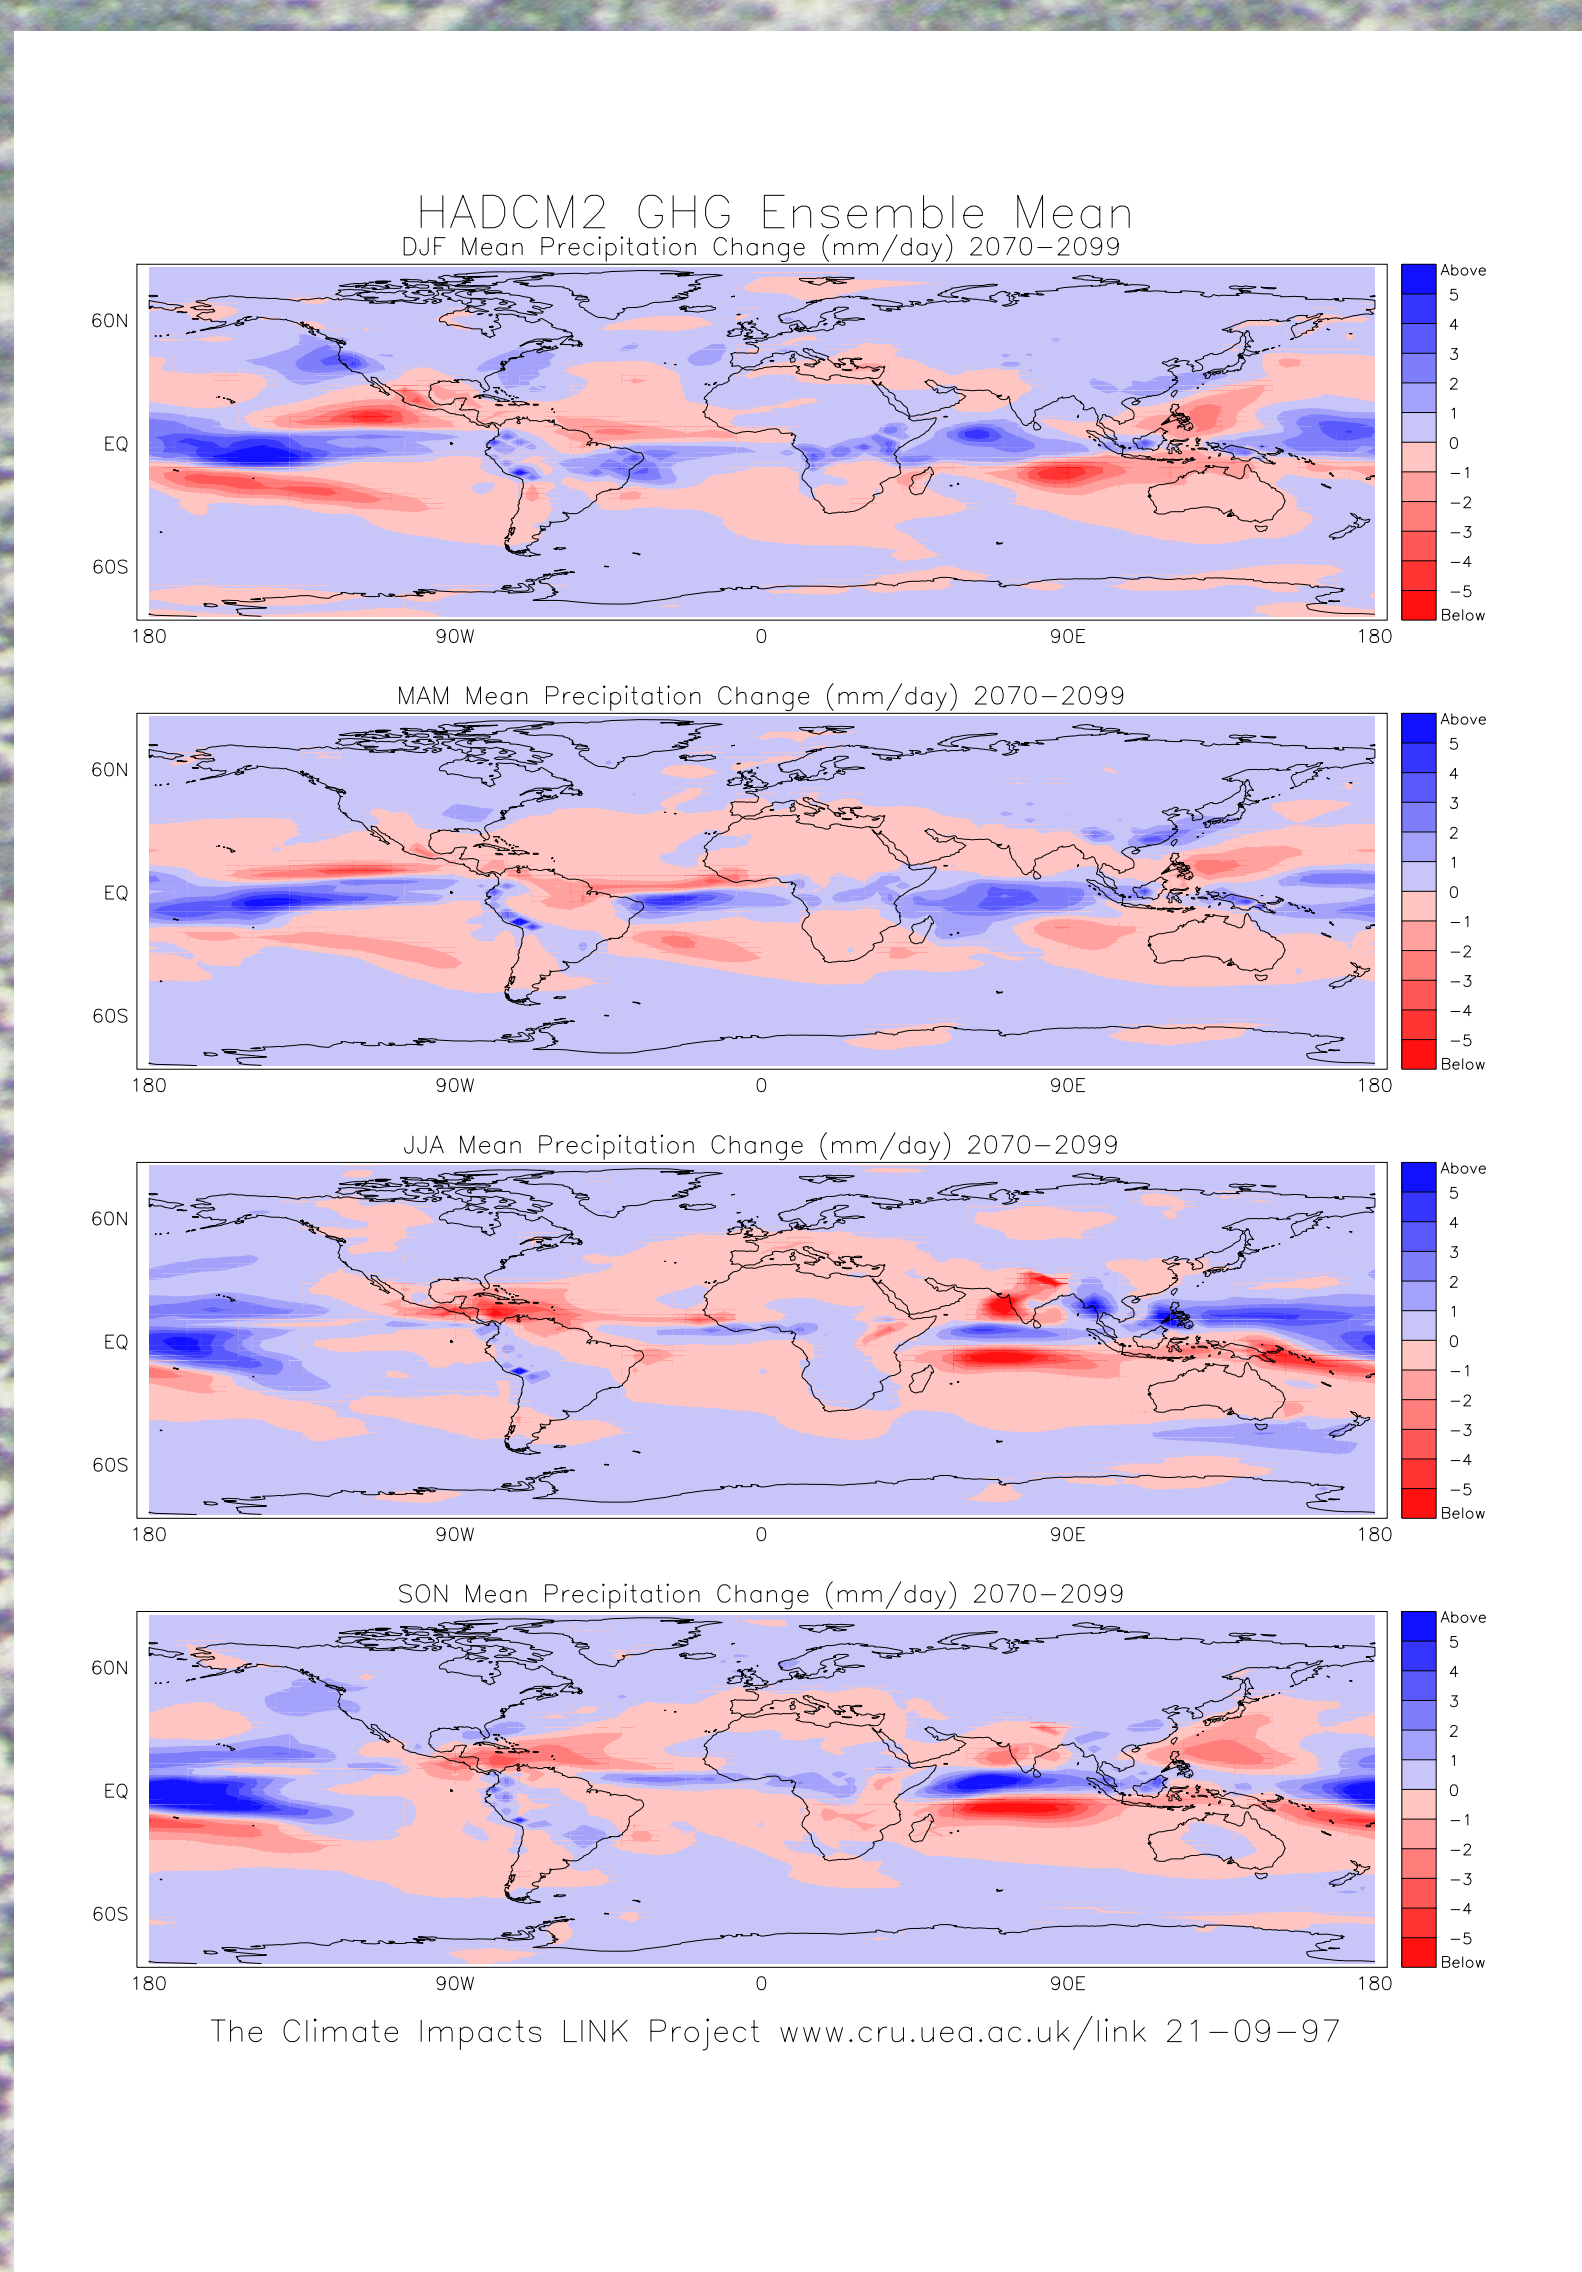 HADCM2 GHG Ensemble Mean
DJF Mean Precipitation Change (mm/day) 2070-2099
60N
EQ
60S
180 90W 0 90E 180
Above
5
4
3
2
1
0
-1
-2
-3
-4
-5
Below
MAM Mean Precipitation Change (mm/day) 2070-2099
60N
EQ
60S
180 90W 0 90E 180
Above
5
4
3
2
1
0
-1
-2
-3
-4
-5
Below
JJA Mean Precipitation Change (mm/day) 2070-2099
60N
EQ
60S
180 90W 0 90E 180
Above
5
4
3
2
1
0
-1
-2
-3
-4
-5
Below
SON Mean Precipitation Change (mm/day) 2070-2099
60N
EQ
60S
180 90W 0 90E 180
Above
5
4
3
2
1
0
-1
-2
-3
-4
-5
Below
The Climate Impacts LINK Project www.cru.uea.ac.uk/link 21-09-97